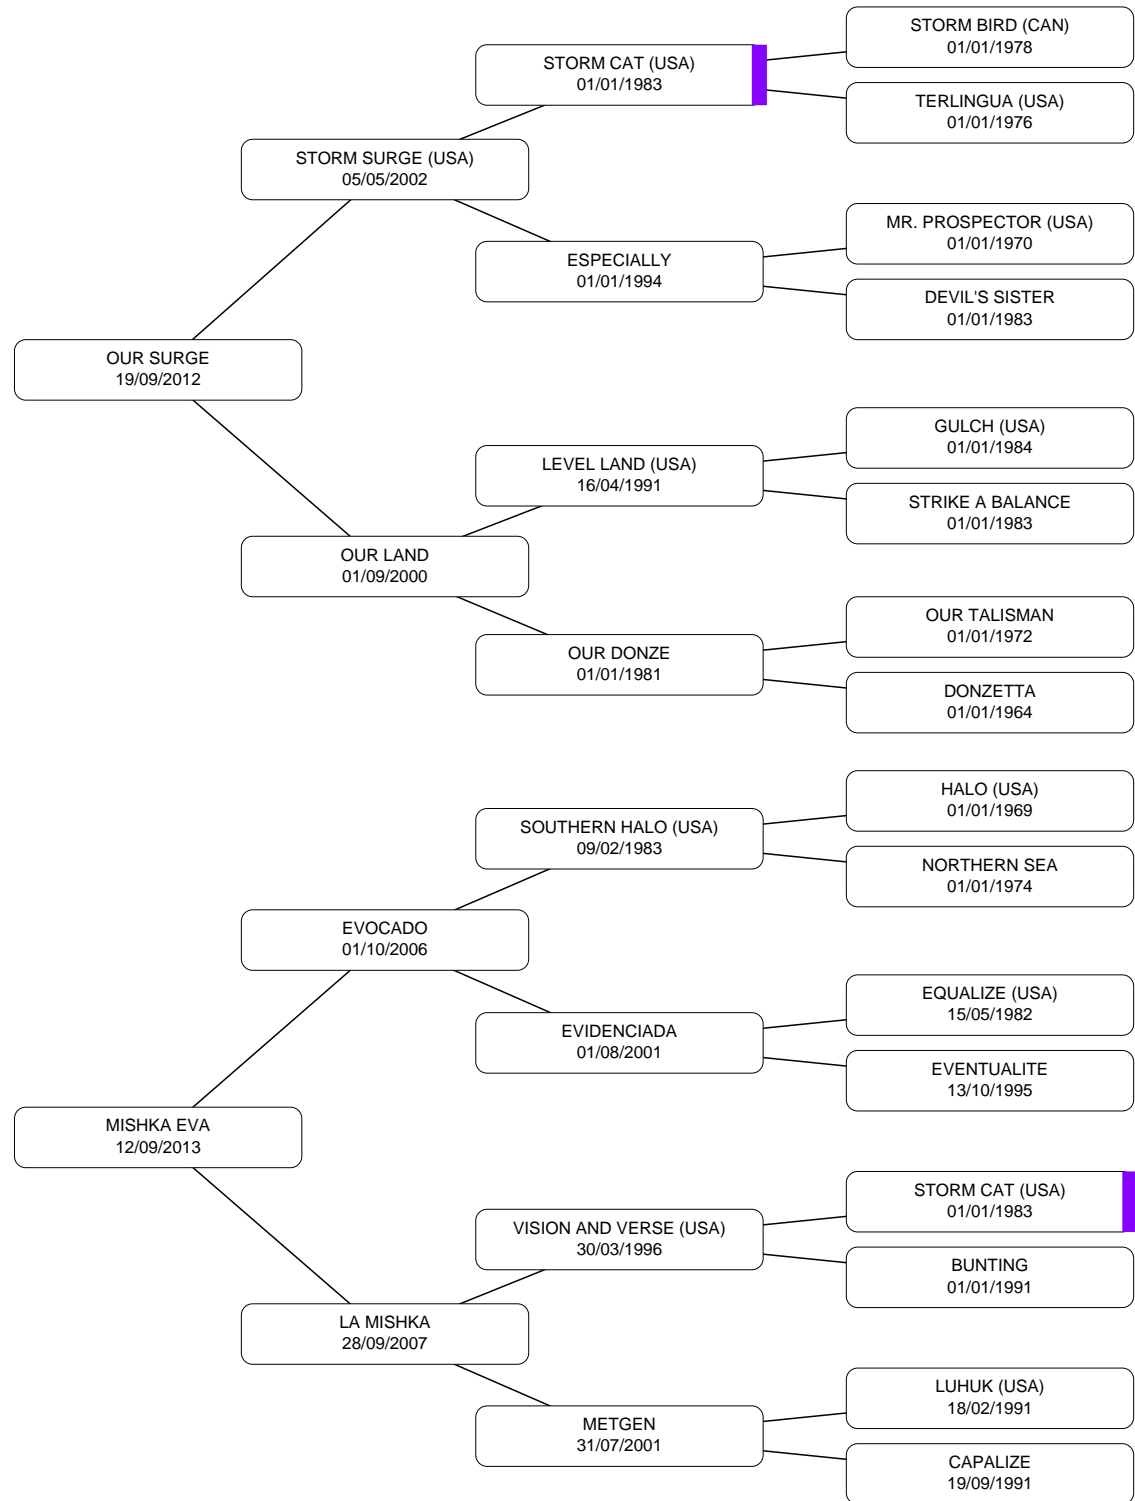 STORM BIRD (CAN)
01/01/1978
STORM CAT (USA)
01/01/1983
TERLINGUA (USA)
01/01/1976
STORM SURGE (USA)
05/05/2002
MR. PROSPECTOR (USA)
01/01/1970
ESPECIALLY
01/01/1994
DEVIL'S SISTER
01/01/1983
OUR SURGE
19/09/2012
GULCH (USA)
01/01/1984
LEVEL LAND (USA)
16/04/1991
STRIKE A BALANCE
01/01/1983
OUR LAND
01/09/2000
OUR TALISMAN
01/01/1972
OUR DONZE
01/01/1981
DONZETTA
01/01/1964
HALO (USA)
01/01/1969
SOUTHERN HALO (USA)
09/02/1983
NORTHERN SEA
01/01/1974
EVOCADO
01/10/2006
EQUALIZE (USA)
15/05/1982
EVIDENCIADA
01/08/2001
EVENTUALITE
13/10/1995
MISHKA EVA
12/09/2013
STORM CAT (USA)
01/01/1983
VISION AND VERSE (USA)
30/03/1996
BUNTING
01/01/1991
LA MISHKA
28/09/2007
LUHUK (USA)
18/02/1991
METGEN
31/07/2001
CAPALIZE
19/09/1991